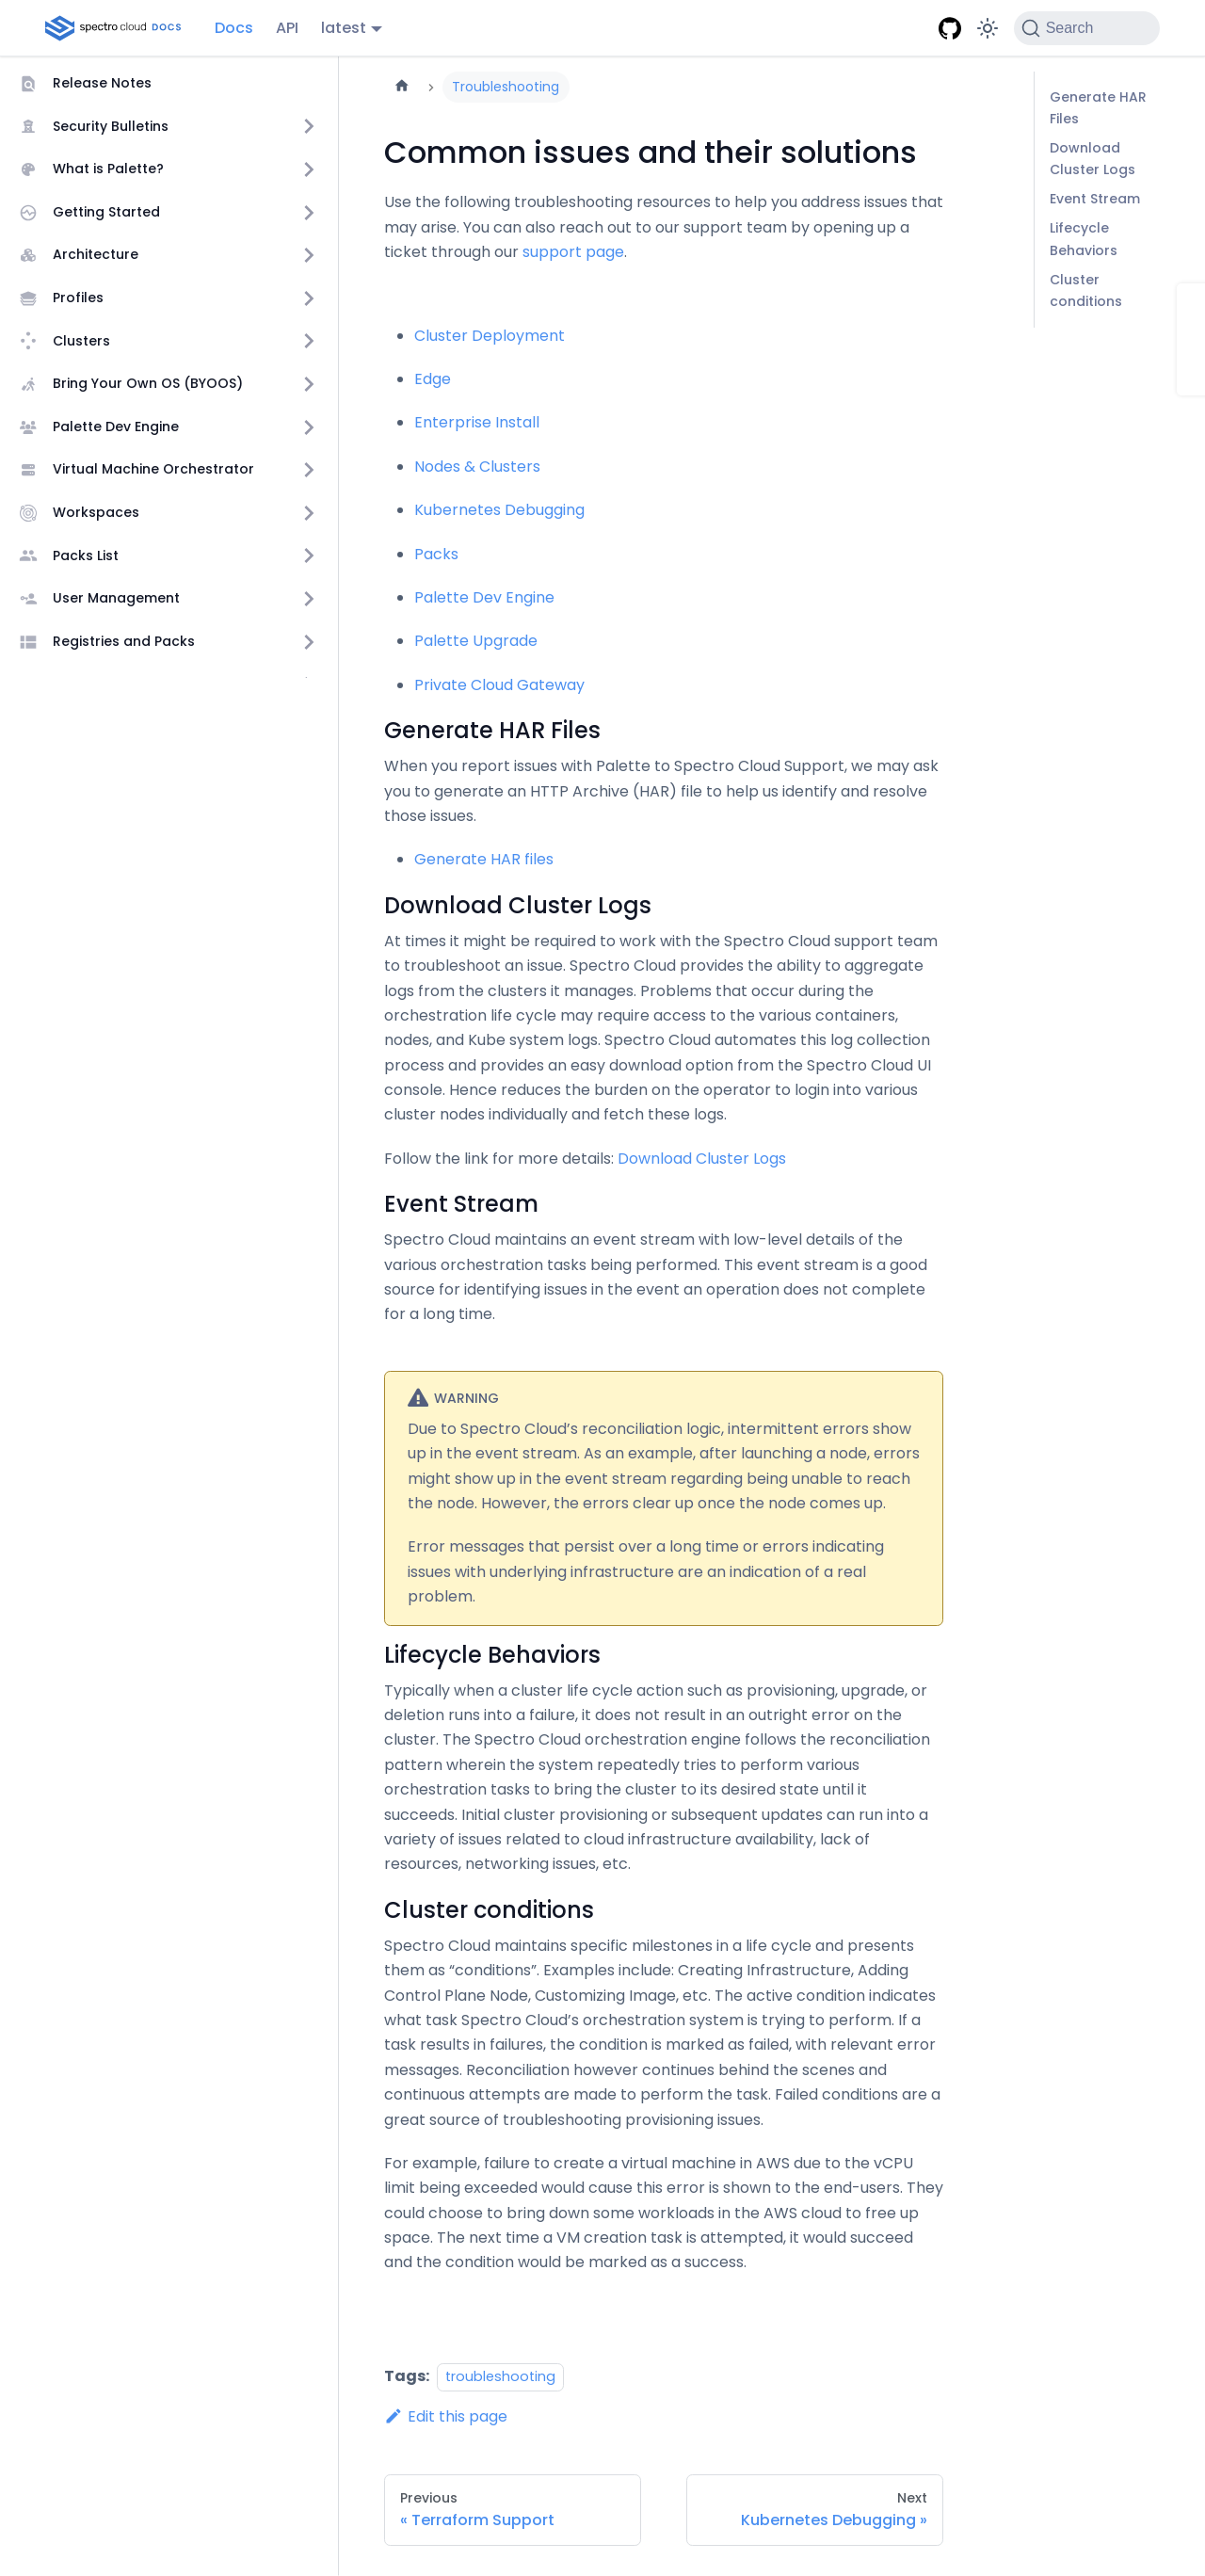 spectro cloud DOCS
Docs
API
latest
Search
Release Notes
Security Bulletins
What is Palette?
Getting Started
Architecture
Profiles
Clusters
Bring Your Own OS (BYOOS)
Palette Dev Engine
Virtual Machine Orchestrator
Workspaces
Packs List
User Management
Registries and Packs
Troubleshooting
Common issues and their solutions
Use the following troubleshooting resources to help you address issues that
may arise. You can also reach out to our support team by opening up a
ticket through our support page.
Cluster Deployment
Edge
Enterprise Install
Nodes & Clusters
Kubernetes Debugging
Packs
Palette Dev Engine
Palette Upgrade
Private Cloud Gateway
Generate HAR Files
When you report issues with Palette to Spectro Cloud Support, we may ask
you to generate an HTTP Archive (HAR) file to help us identify and resolve
those issues.
Generate HAR files
Download Cluster Logs
At times it might be required to work with the Spectro Cloud support team
to troubleshoot an issue. Spectro Cloud provides the ability to aggregate
logs from the clusters it manages. Problems that occur during the
orchestration life cycle may require access to the various containers,
nodes, and Kube system logs. Spectro Cloud automates this log collection
process and provides an easy download option from the Spectro Cloud UI
console. Hence reduces the burden on the operator to login into various
cluster nodes individually and fetch these logs.
Follow the link for more details: Download Cluster Logs
Event Stream
Spectro Cloud maintains an event stream with low-level details of the
various orchestration tasks being performed. This event stream is a good
source for identifying issues in the event an operation does not complete
for a long time.
WARNING
Due to Spectro Cloud’s reconciliation logic, intermittent errors show
up in the event stream. As an example, after launching a node, errors
might show up in the event stream regarding being unable to reach
the node. However, the errors clear up once the node comes up.
Error messages that persist over a long time or errors indicating
issues with underlying infrastructure are an indication of a real
problem.
Lifecycle Behaviors
Typically when a cluster life cycle action such as provisioning, upgrade, or
deletion runs into a failure, it does not result in an outright error on the
cluster. The Spectro Cloud orchestration engine follows the reconciliation
pattern wherein the system repeatedly tries to perform various
orchestration tasks to bring the cluster to its desired state until it
succeeds. Initial cluster provisioning or subsequent updates can run into a
variety of issues related to cloud infrastructure availability, lack of
resources, networking issues, etc.
Cluster conditions
Spectro Cloud maintains specific milestones in a life cycle and presents
them as “conditions”. Examples include: Creating Infrastructure, Adding
Control Plane Node, Customizing Image, etc. The active condition indicates
what task Spectro Cloud’s orchestration system is trying to perform. If a
task results in failures, the condition is marked as failed, with relevant error
messages. Reconciliation however continues behind the scenes and
continuous attempts are made to perform the task. Failed conditions are a
great source of troubleshooting provisioning issues.
For example, failure to create a virtual machine in AWS due to the vCPU
limit being exceeded would cause this error is shown to the end-users. They
could choose to bring down some workloads in the AWS cloud to free up
space. The next time a VM creation task is attempted, it would succeed
and the condition would be marked as a success.
Tags: troubleshooting
Edit this page
Previous
« Terraform Support
Next
Kubernetes Debugging »
Generate HAR
Files
Download
Cluster Logs
Event Stream
Lifecycle
Behaviors
Cluster
conditions